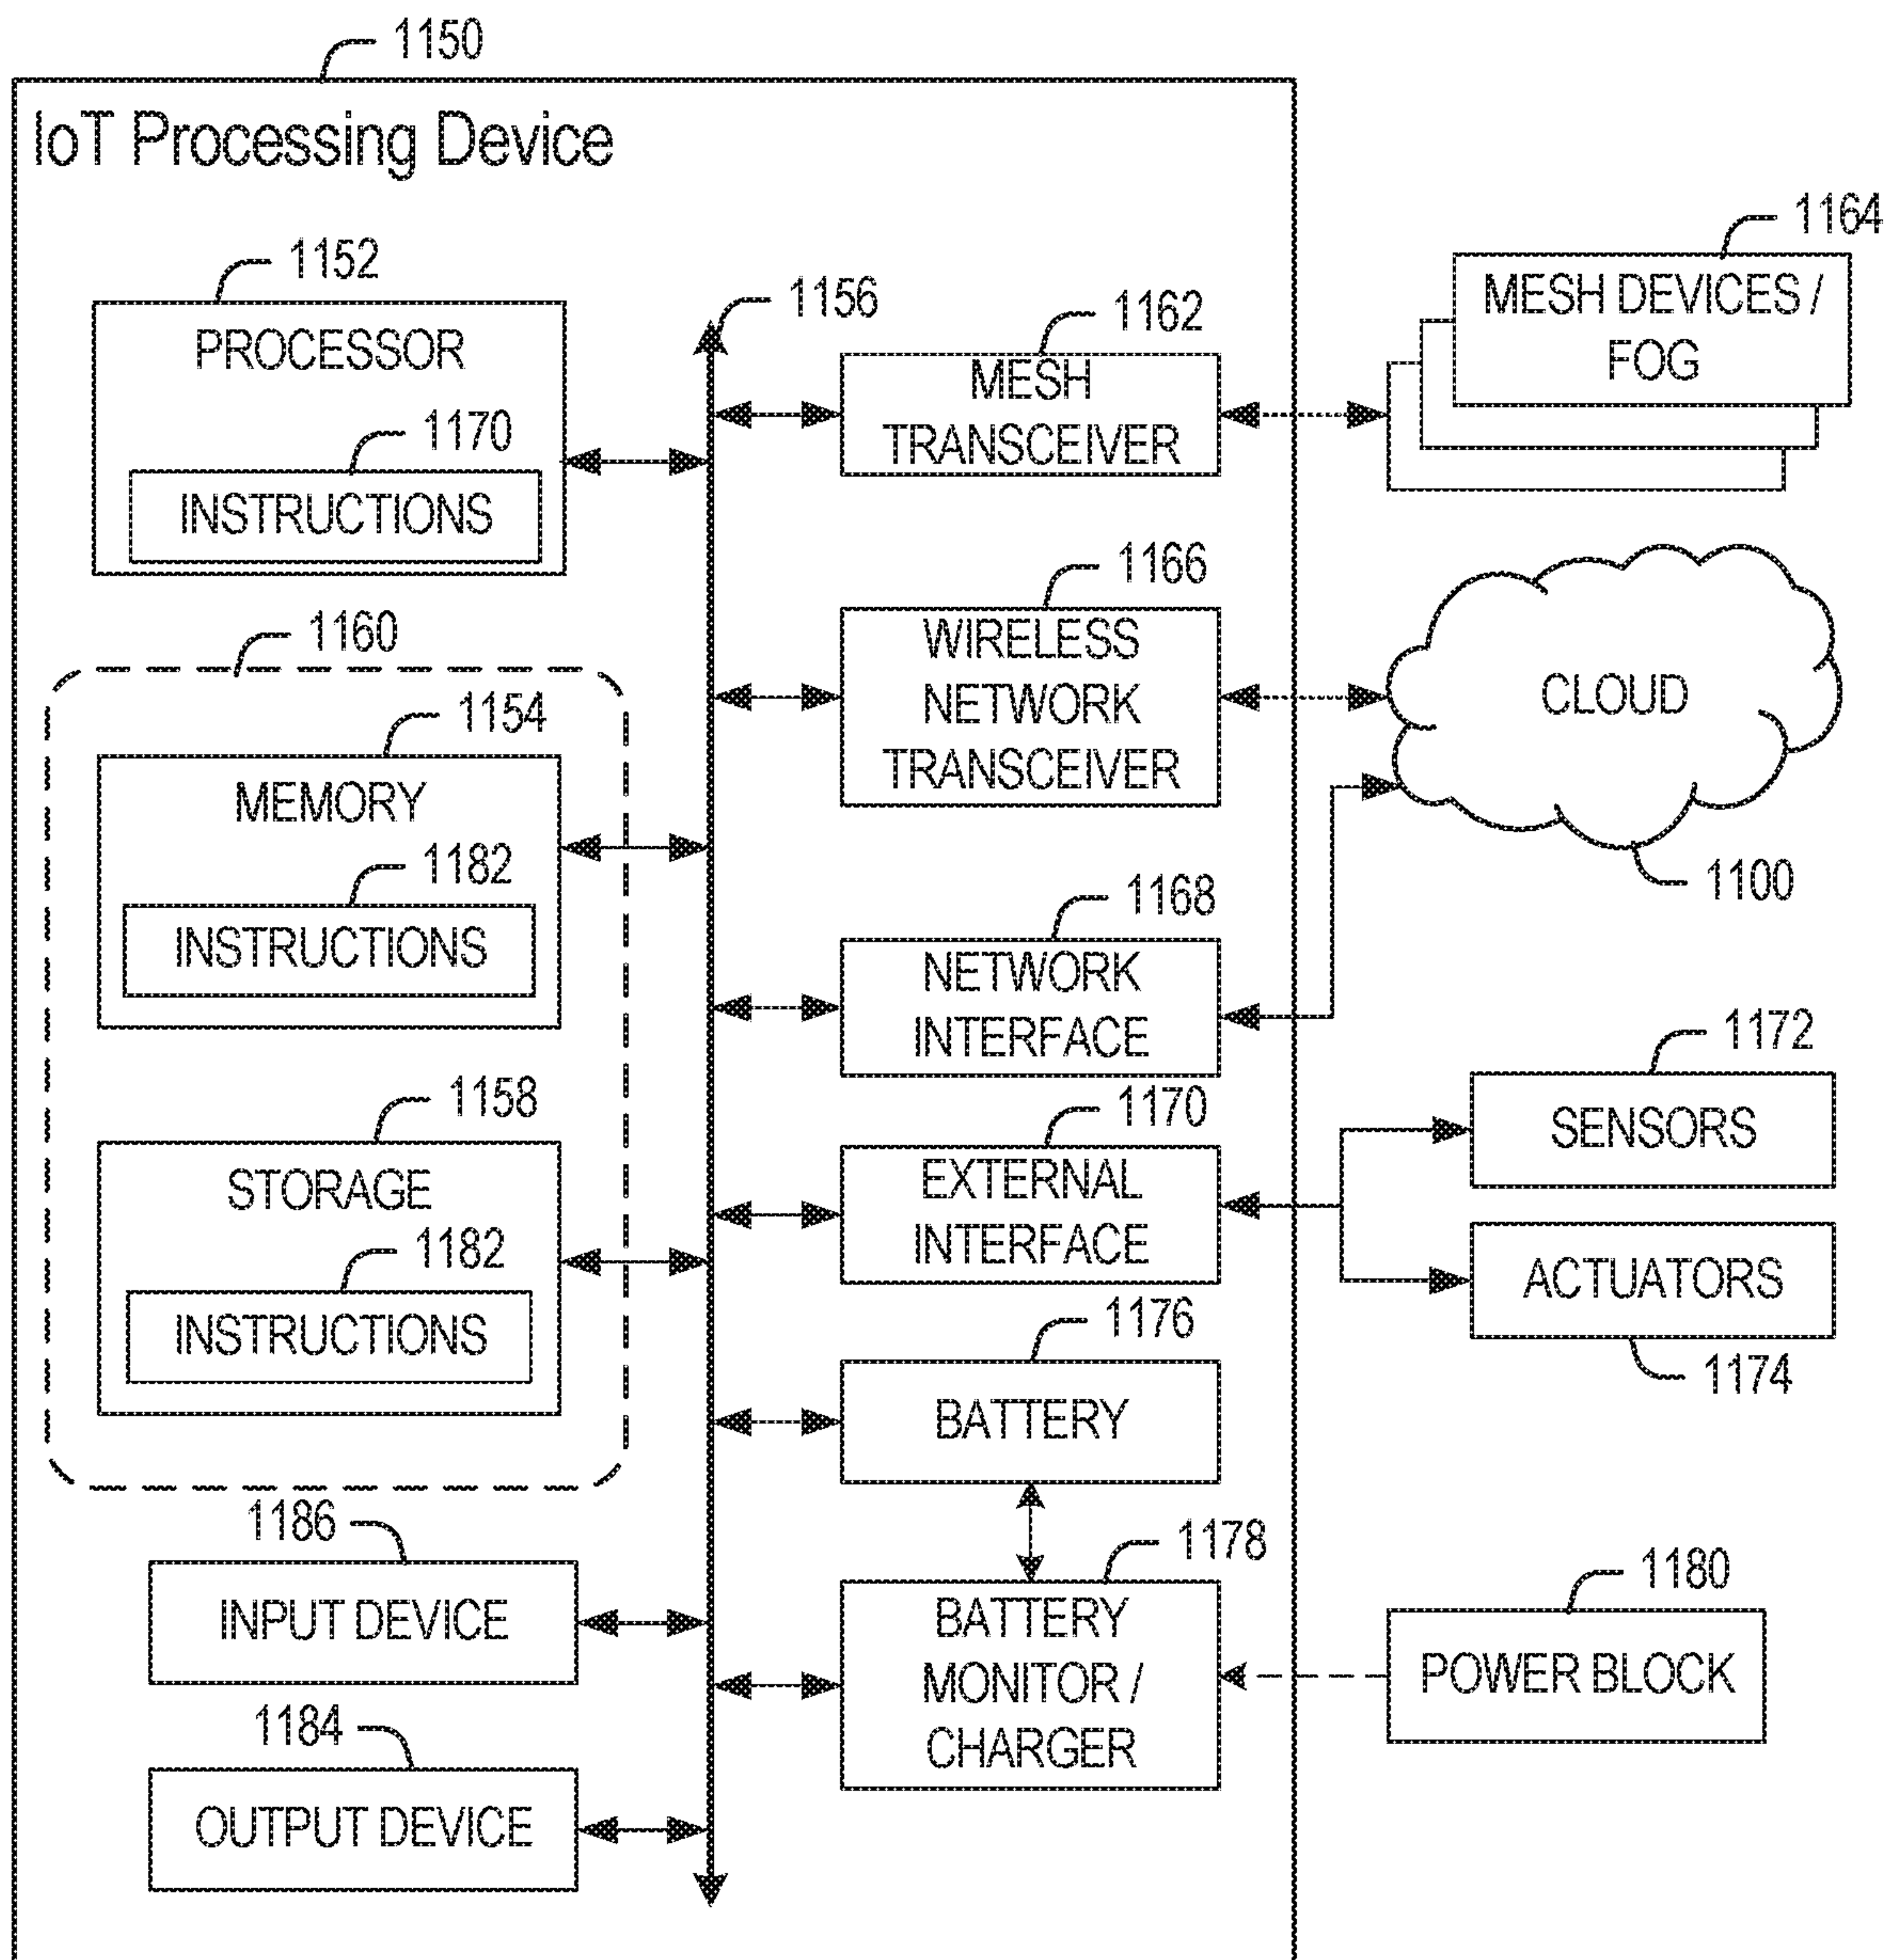 1150
IoT Processing Device
1152
PROCESSOR
1170
INSTRUCTIONS
1160
1154
MEMORY
1182
INSTRUCTIONS
1158
STORAGE
1182
INSTRUCTIONS
1186
INPUT DEVICE
1184
OUTPUT DEVICE
1156
1162
MESH
TRANSCEIVER
1166
WIRELESS
NETWORK
TRANSCEIVER
1168
NETWORK
INTERFACE
1170
EXTERNAL
INTERFACE
1176
BATTERY
1178
BATTERY
MONITOR /
CHARGER
1164
MESH DEVICES /
FOG
CLOUD
1100
1172
SENSORS
ACTUATORS
1174
1180
POWER BLOCK